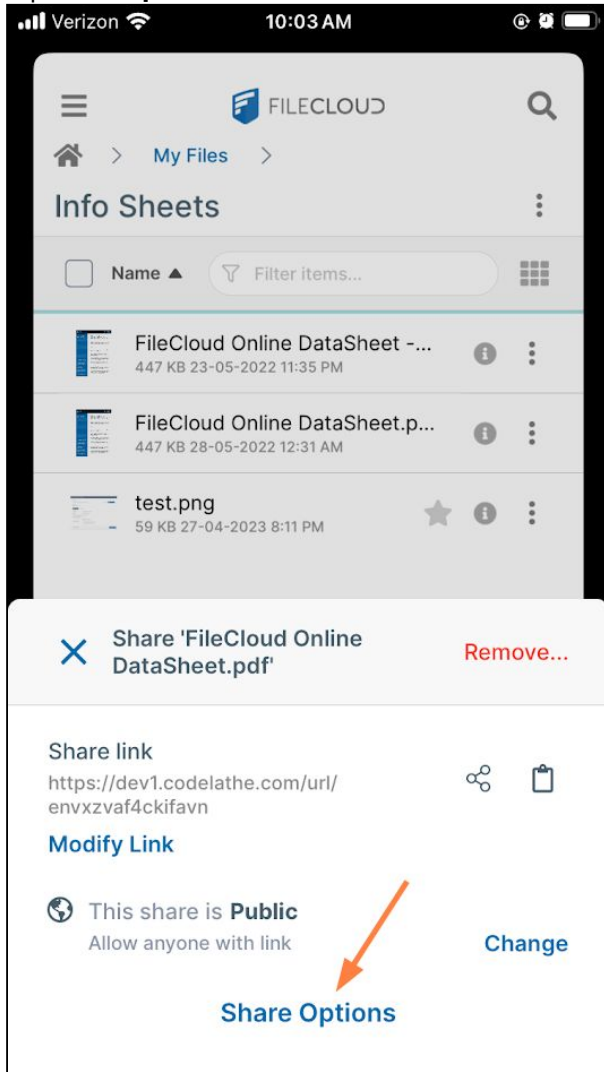 Verizon 10:03 AM
FILECLOUD
> My Files >
Info Sheets
Name ▲ Filter items...
FileCloud Online DataSheet -...
447 KB 23-05-2022 11:35 PM
FileCloud Online DataSheet.p...
447 KB 28-05-2022 12:31 AM
test.png
59 KB 27-04-2023 8:11 PM
Share 'FileCloud Online
DataSheet.pdf'
Remove...
Share link
https://dev1.codelathe.com/url/
envxzvaf4ckifavn
Modify Link
This share is Public
Allow anyone with link
Change
Share Options